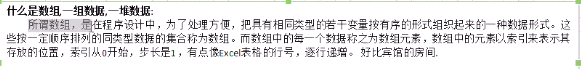 什么是数组,一组数据,一堆数据:
所谓数组，是在程序设计中，为了处理方便，把具有相同类型的若干变量按有序的形式组织起来的一种数据形式。这
些按一定顺序排列的同类型数据的集合称为数组。而数组中的每一个数据称之为数组元素，数组中的元素以索引来表示其
存放的位置，索引从0开始，步长是1，有点像Excel表格的行号，逐行递增。好比宾馆的房间.